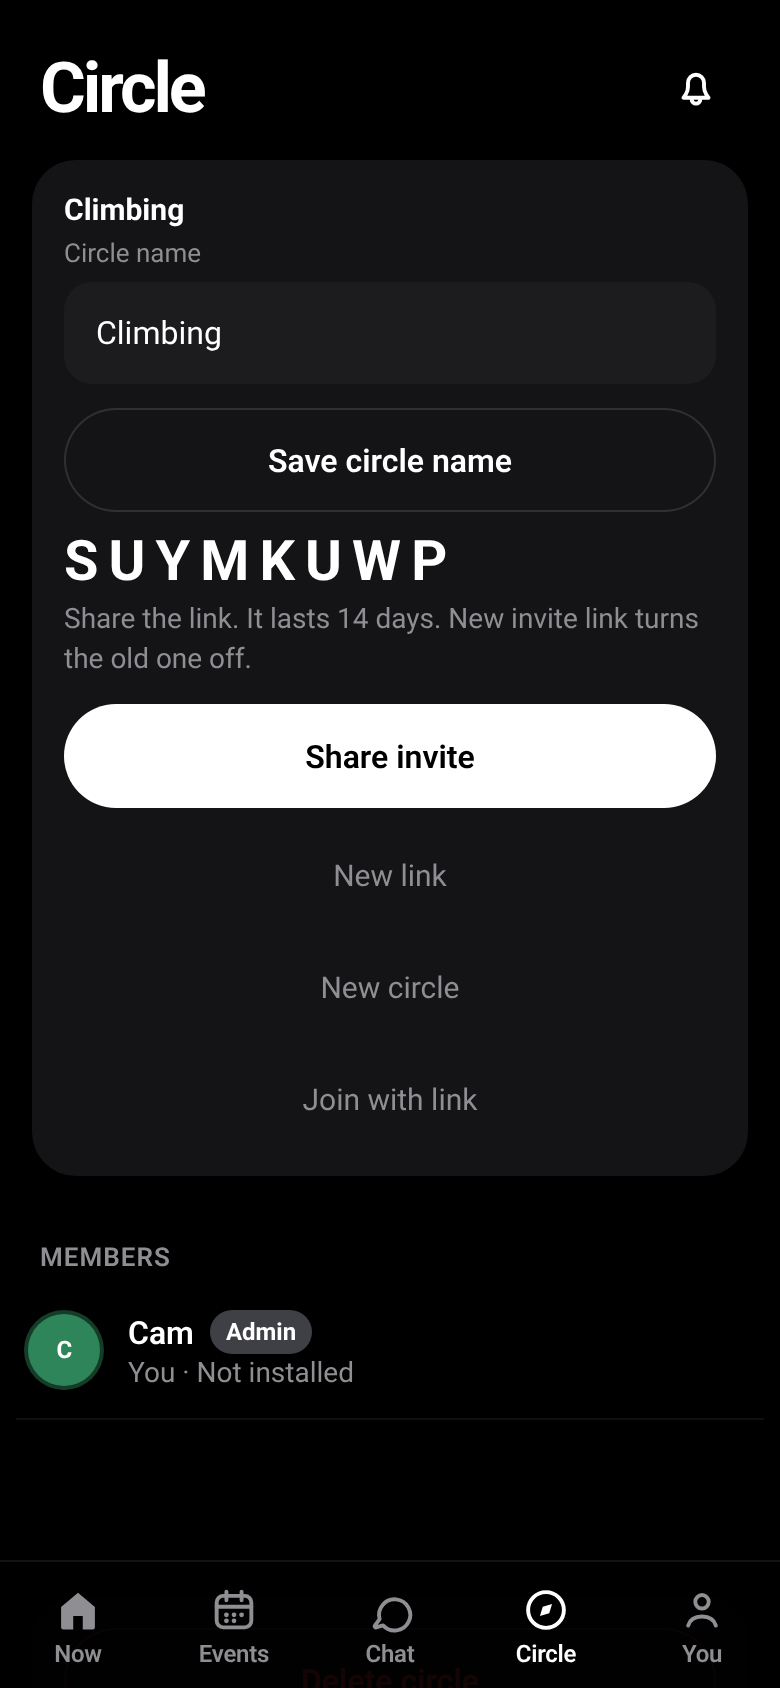 Circle
Climbing
Circle name
Climbing
Save circle name
SUYMKUWP
Share the link. It lasts 14 days. New invite link turns
the old one off.
Share invite
New link
New circle
Join with link
MEMBERS
C
Cam Admin
You · Not installed
Delete circle
Now Events Chat Circle You